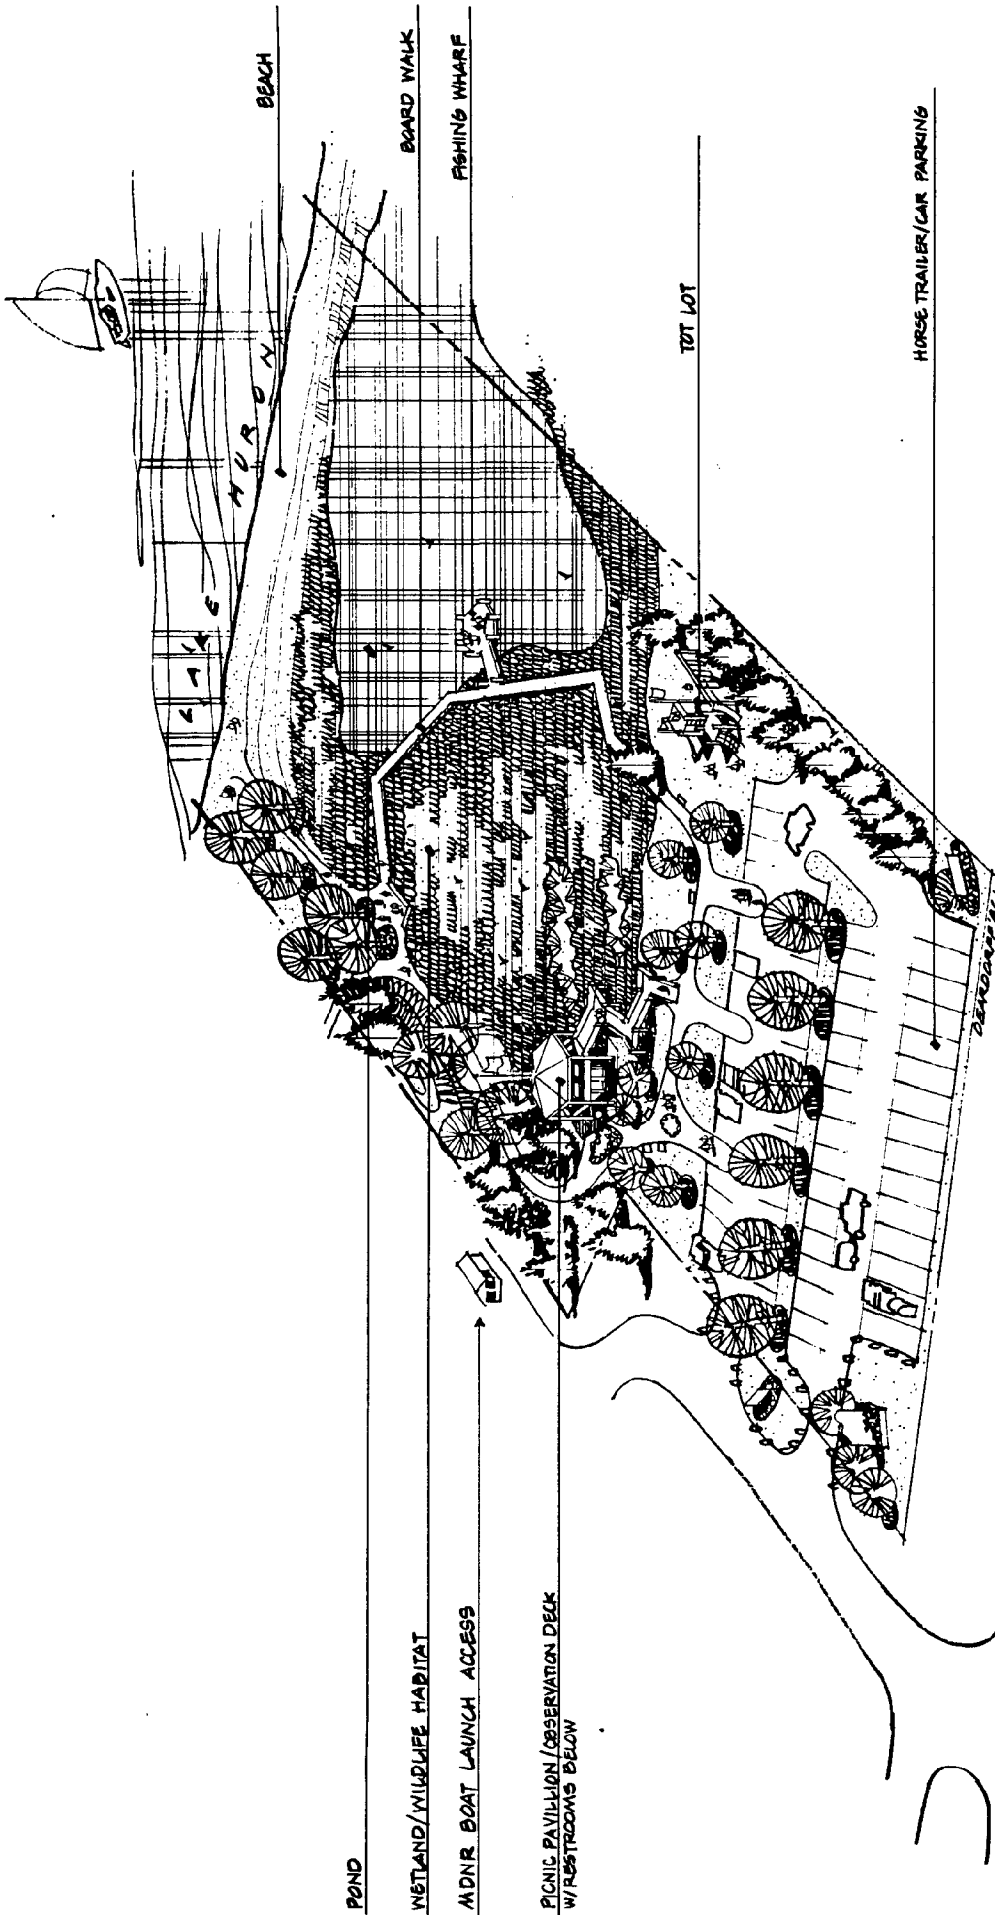 POND
WETLAND/WILDLIFE HABITAT
MDNR BOAT LAUNCH ACCESS
PICNIC PAVILLION/OBSERVATION DECK
W/RESTROOMS BELOW
BEACH
BOARD WALK
FISHING WHARF
TOT LOT
HORSE TRAILER/CAR PARKING
LAKE HURON